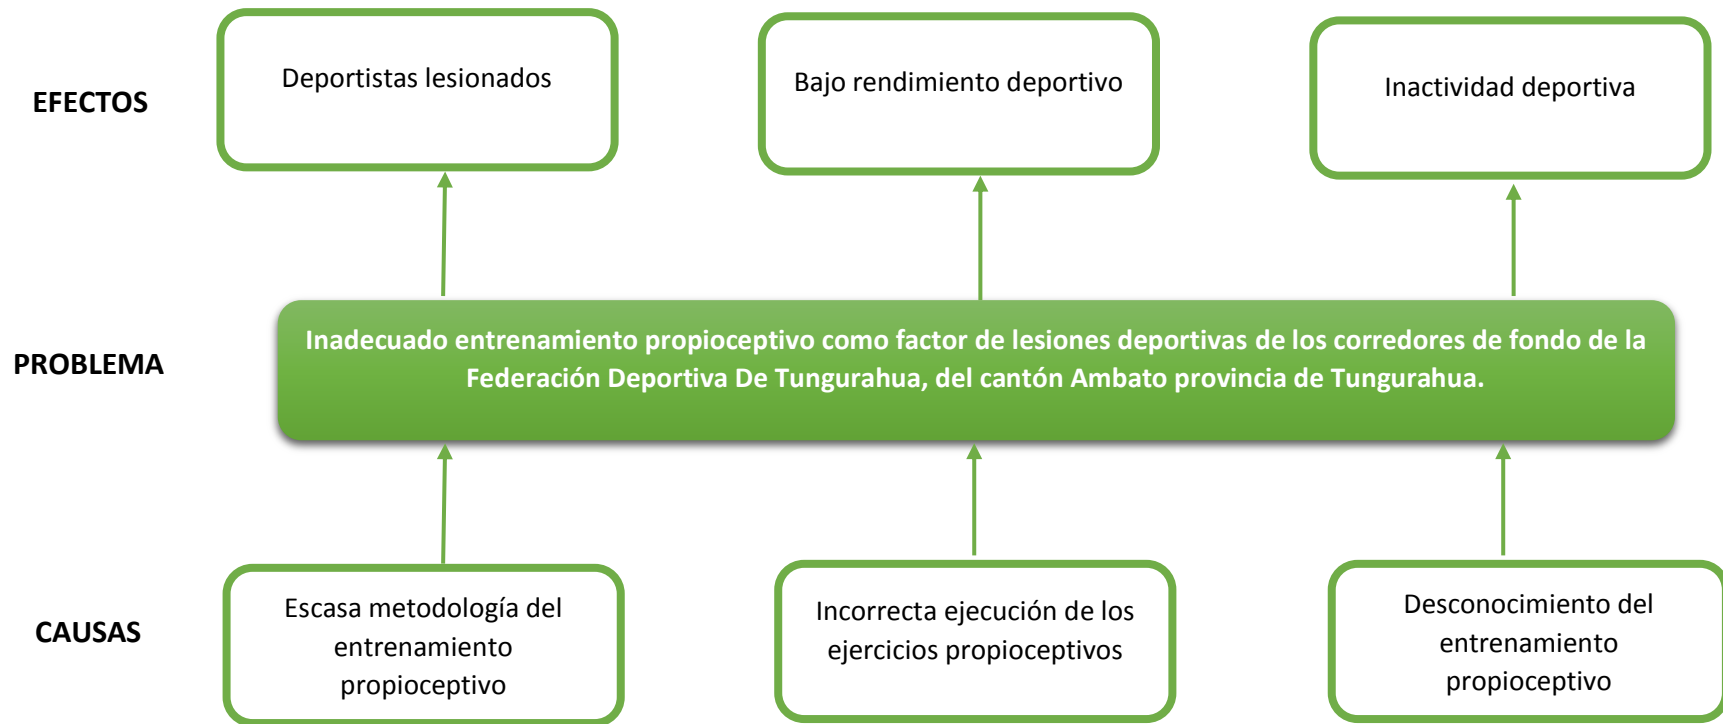 Deportistas lesionados
Bajo rendimiento deportivo
Inactividad deportiva
EFECTOS
Inadecuado entrenamiento propioceptivo como factor de lesiones deportivas de los corredores de fondo de la
Federación Deportiva De Tungurahua, del cantón Ambato provincia de Tungurahua.
PROBLEMA
Escasa metodología del
entrenamiento
propioceptivo
Incorrecta ejecución de los
ejercicios propioceptivos
Desconocimiento del
entrenamiento
propioceptivo
CAUSAS